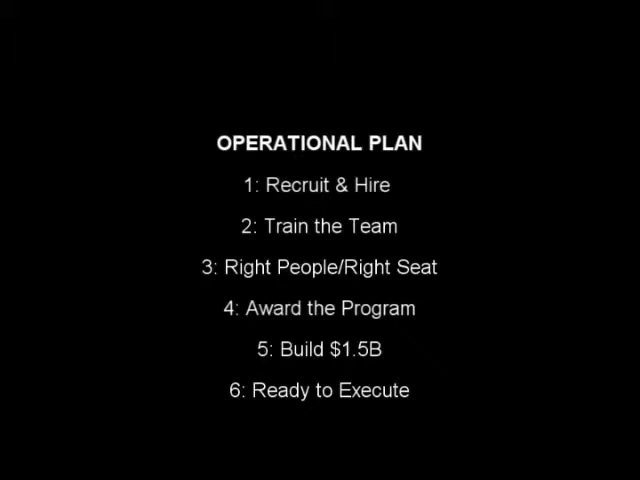 OPERATIONAL PLAN
1: Recruit & Hire
2: Train the Team
3: Right People/Right Seat
4: Award the Program
5: Build $1.5B
6: Ready to Execute